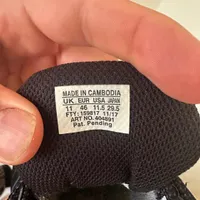 MADE IN CAMBODIA
UK EUR USA JAPAN
11 46 11.5 29.5
FTY: 159817 11/17
ART NO. 404891
Pat. Pending